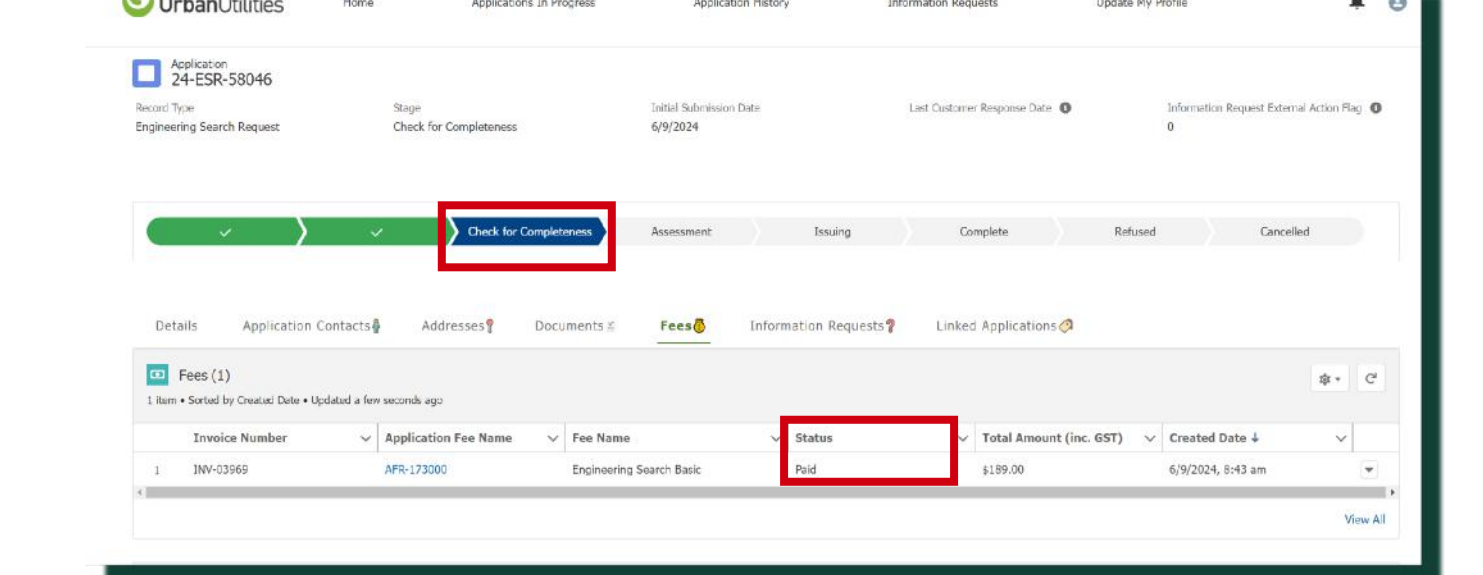 UrbanUtilities Home Applications In Progress Application History Information Requests Update My Profile
Application
24-ESR-58046
Record Type Stage Initial Submission Date Last Customer Response Date Information Request External Action Flag
Engineering Search Request Check for Completeness 6/9/2024 0
Check for Completeness Assessment Issuing Complete Refused Cancelled
Details Application Contacts Addresses Documents Fees Information Requests Linked Applications
Fees (1)
1 item • Sorted by Created Date • Updated a few seconds ago
Invoice Number Application Fee Name Fee Name Status Total Amount (inc. GST) Created Date ↓
1 INV-03969 AFR-173000 Engineering Search Basic Paid $189.00 6/9/2024, 8:43 am
View All